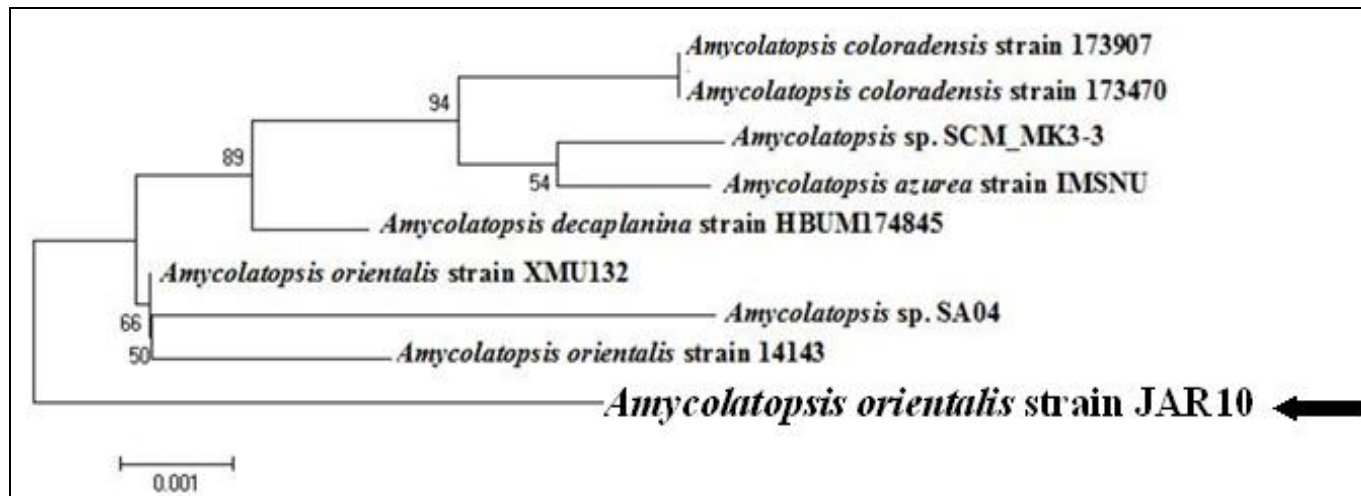 Amycolatopsis coloradensis strain 173907
Amycolatopsis coloradensis strain 173470
94
Amycolatopsis sp. SCM_MK3-3
89
54
Amycolatopsis azurea strain IMSNU
Amycolatopsis decaplanina strain HBUM174845
Amycolatopsis orientalis strain XMU132
Amycolatopsis sp. SA04
66
50
Amycolatopsis orientalis strain 14143
Amycolatopsis orientalis strain JAR10
0.001